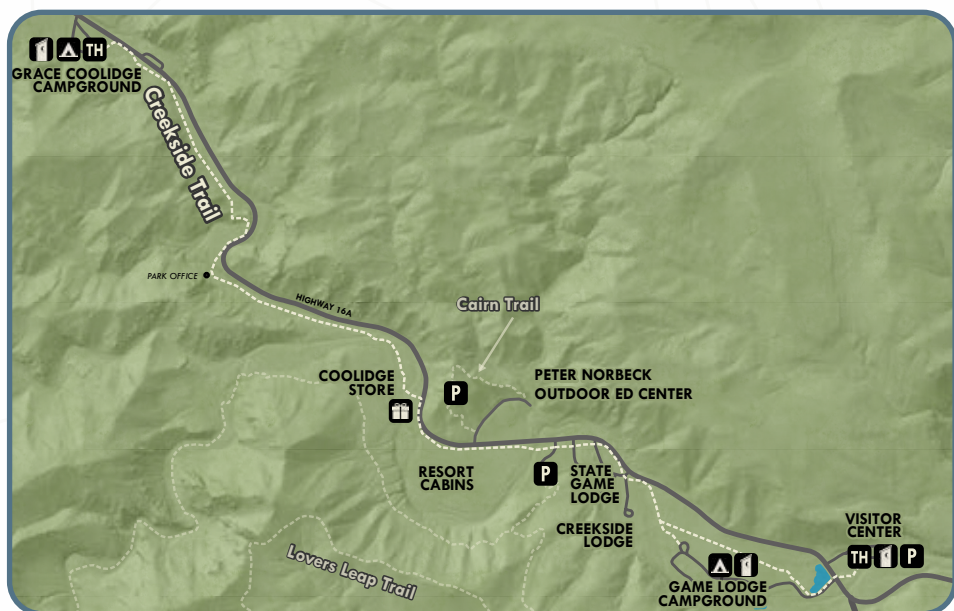 TH
GRACE COOLIDGE
CAMPGROUND
Creekside Trail
PARK OFFICE
HIGHWAY 16A
Cairn Trail
COOLIDGE
STORE
P
PETER NORBECK
OUTDOOR ED CENTER
RESORT
CABINS
P
STATE
GAME
LODGE
CREEKSIDE
LODGE
VISITOR
CENTER
TH P
Lovers Leap Trail
GAME LODGE
CAMPGROUND